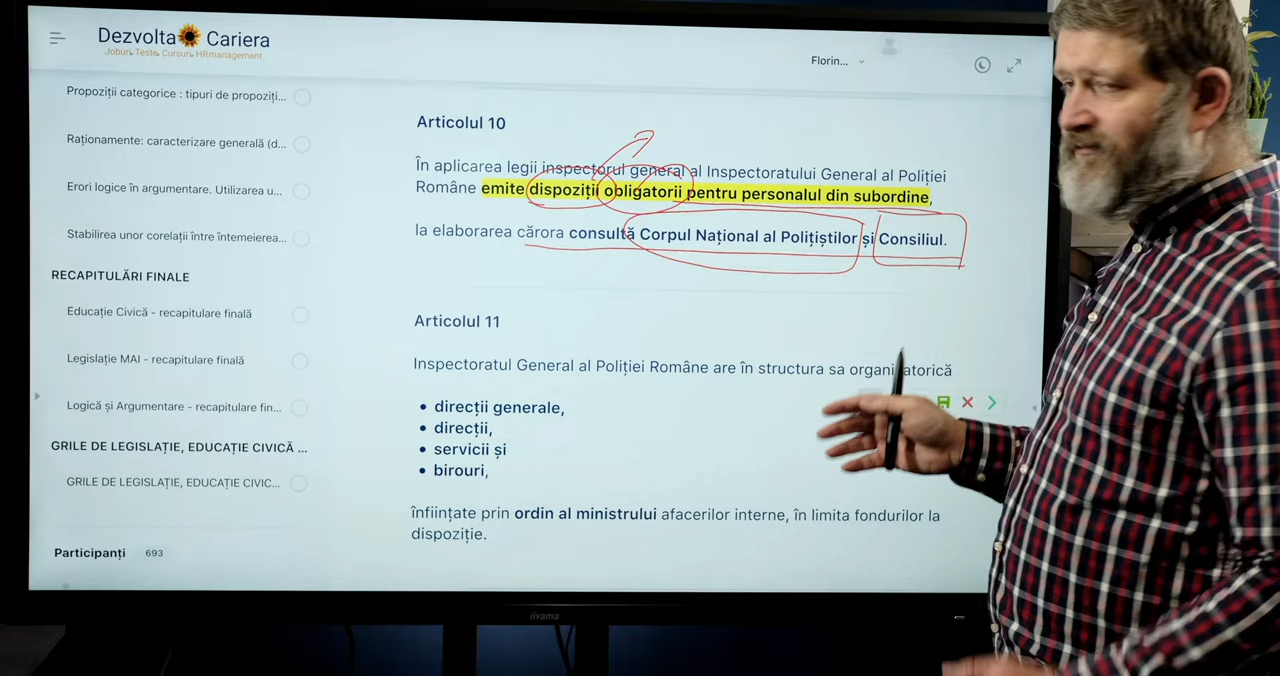 Dezvolta Cariera
Joburi, Teste, Cursuri, HRmanagement
Florin...
Propoziții categorice : tipuri de propoziți...
Raționamente: caracterizare generală (d...
Erori logice în argumentare. Utilizarea u...
Stabilirea unor corelații între întemeierea...
RECAPITULĂRI FINALE
Educație Civică - recapitulare finală
Legislație MAI - recapitulare finală
Logică și Argumentare - recapitulare fin...
GRILE DE LEGISLAȚIE, EDUCAȚIE CIVICĂ ...
GRILE DE LEGISLAȚIE, EDUCAȚIE CIVIC...
Participanți 693
Articolul 10
În aplicarea legii inspectorul general al Inspectoratului General al Poliției
Române emite dispoziții obligatorii pentru personalul din subordine,
la elaborarea cărora consultă Corpul Național al Polițiștilor și Consiliul.
Articolul 11
Inspectoratul General al Poliției Române are în structura sa organizatorică
• direcții generale,
• direcții,
• servicii și
• birouri,
înființate prin ordin al ministrului afacerilor interne, în limita fondurilor la
dispoziție.
iiyama